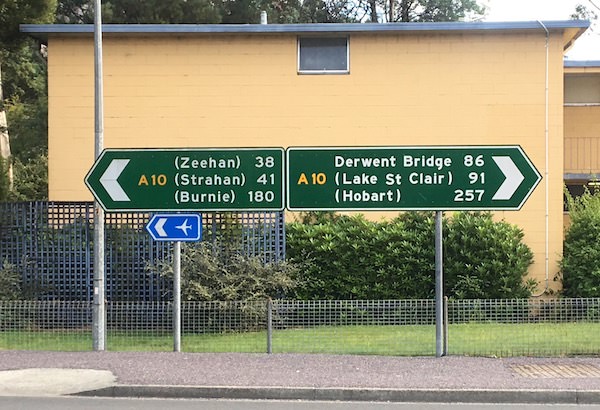 A10
(Zeehan) 38
(Strahan) 41
(Burnie) 180
A10
Derwent Bridge 86
(Lake St Clair) 91
(Hobart) 257